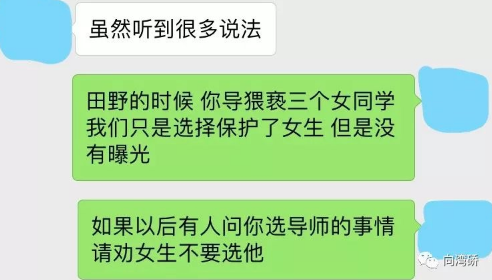 虽然听到很多说法
田野的时候 你导猥亵三个女同学
我们只是选择保护了女生 但是没
有曝光
如果以后有人问你选导师的事情
请劝女生不要选他
向湾骄